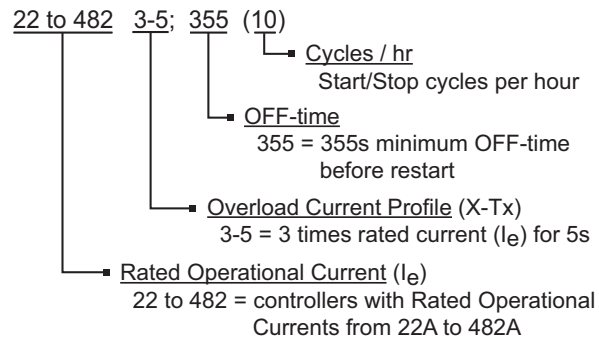 22 to 482 3-5; 355 (10)
Cycles / hr
Start/Stop cycles per hour
OFF-time
355 = 355s minimum OFF-time
before restart
Overload Current Profile (X-Tx)
3-5 = 3 times rated current (Ie) for 5s
Rated Operational Current (Ie)
22 to 482 = controllers with Rated Operational
Currents from 22A to 482A